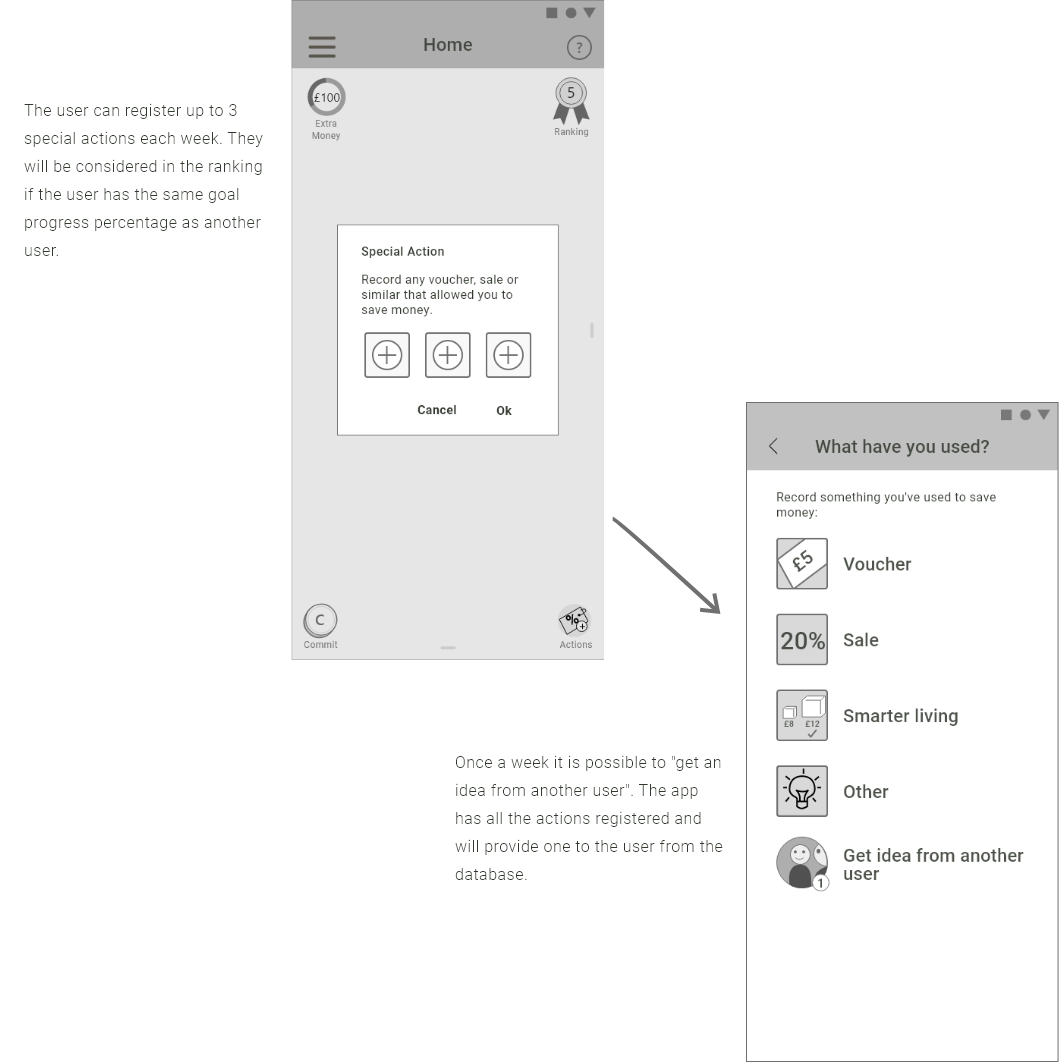 Home
?
£100
Extra
Money
5
Ranking
The user can register up to 3
special actions each week. They
will be considered in the ranking
if the user has the same goal
progress percentage as another
user.
Special Action
Record any voucher, sale or
similar that allowed you to
save money.
Cancel
Ok
C
Commit
%
Actions
What have you used?
Record something you've used to save
money:
£5
Voucher
20%
Sale
£8
£12
Smarter living
Other
Get idea from another
user
1
Once a week it is possible to "get an
idea from another user". The app
has all the actions registered and
will provide one to the user from the
database.